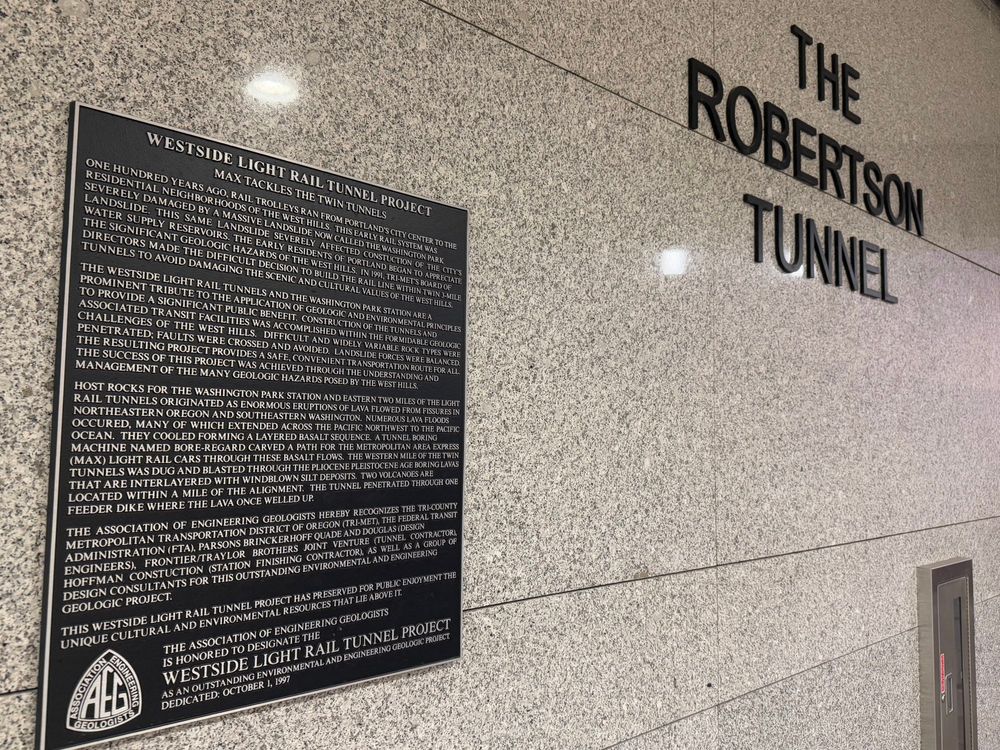 WESTSIDE LIGHT RAIL TUNNEL PROJECT
MAX TACKLES THE TWIN TUNNELS
ONE HUNDRED YEARS AGO, RAIL TROLLEYS RAN FROM PORTLAND'S CITY CENTER TO THE
RESIDENTIAL NEIGHBORHOODS OF THE WEST HILLS. THIS EARLY RAIL SYSTEM WAS
SEVERELY DAMAGED BY A MASSIVE LANDSLIDE NOW CALLED THE WASHINGTON PARK
LANDSLIDE. THIS SAME LANDSLIDE SEVERELY AFFECTED CONSTUCTION OF THE CITY'S
WATER SUPPLY RESERVOIRS. THE EARLY RESIDENTS OF PORTLAND BEGAN TO APPRECIATE
THE SIGNIFICANT GEOLOGIC HAZARDS OF THE WEST HILLS. IN 1991, TRI-MET'S BOARD OF
DIRECTORS MADE THE DIFFICULT DECISION TO BUILD THE RAIL LINE WITHIN TWIN 3-MILE
TUNNELS TO AVOID DAMAGING THE SCENIC AND CULTURAL VALUES OF THE WEST HILLS.
THE WESTSIDE LIGHT RAIL TUNNELS AND THE WASHINGTON PARK STATION ARE A
PROMINENT TRIBUTE TO THE APPLICATION OF GEOLOGIC AND ENVIRONMENTAL PRINCIPLES
TO PROVIDE A SIGNIFICANT PUBLIC BENEFIT. CONSTRUCTION OF THE TUNNELS AND
ASSOCIATED TRANSIT FACILITIES WAS ACCOMPLISHED WITHIN THE FORMIDABLE GEOLOGIC
CHALLENGES OF THE WEST HILLS. DIFFICULT AND WIDELY VARIABLE ROCK TYPES WERE
PENETRATED; FAULTS WERE CROSSED AND AVOIDED. LANDSLIDE FORCES WERE BALANCED.
THE RESULTING PROJECT PROVIDES A SAFE, CONVENIENT TRANSPORTATION ROUTE FOR ALL.
THE SUCCESS OF THIS PROJECT WAS ACHIEVED THROUGH THE UNDERSTANDING AND
MANAGEMENT OF THE MANY GEOLOGIC HAZARDS POSED BY THE WEST HILLS.
HOST ROCKS FOR THE WASHINGTON PARK STATION AND EASTERN TWO MILES OF THE LIGHT
RAIL TUNNELS ORIGINATED AS ENORMOUS ERUPTIONS OF LAVA FLOWED FROM FISSURES IN
NORTHEASTERN OREGON AND SOUTHEASTERN WASHINGTON. NUMEROUS LAVA FLOODS
OCCURED, MANY OF WHICH EXTENDED ACROSS THE PACIFIC NORTHWEST TO THE PACIFIC
OCEAN. THEY COOLED FORMING A LAYERED BASALT SEQUENCE. A TUNNEL BORING
MACHINE NAMED BORE-REGARD CARVED A PATH FOR THE METROPOLITAN AREA EXPRESS
(MAX) LIGHT RAIL CARS THROUGH THESE BASALT FLOWS. THE WESTERN MILE OF THE TWIN
TUNNELS WAS DUG AND BLASTED THROUGH THE PLIOCENE PLEISTOCENE AGE BORING LAVAS
THAT ARE INTERLAYERED WITH WINDBLOWN SILT DEPOSITS. TWO VOLCANOES ARE
LOCATED WITHIN A MILE OF THE ALIGNMENT. THE TUNNEL PENETRATED THROUGH ONE
FEEDER DIKE WHERE THE LAVA ONCE WELLED UP.
THE ASSOCIATION OF ENGINEERING GEOLOGISTS HEREBY RECOGNIZES THE TRI-COUNTY
METROPOLITAN TRANSPORTATION DISTRICT OF OREGON (TRI-MET), THE FEDERAL TRANSIT
ADMINISTRATION (FTA), PARSONS BRINCKERHOFF QUADE AND DOUGLAS (DESIGN
ENGINEERS), FRONTIER/TRAYLOR BROTHERS JOINT VENTURE (TUNNEL CONTRACTOR),
HOFFMAN CONSTUCTION (STATION FINISHING CONTRACTOR), AS WELL AS A GROUP OF
DESIGN CONSULTANTS FOR THIS OUTSTANDING ENVIRONMENTAL AND ENGINEERING
GEOLOGIC PROJECT.
THIS WESTSIDE LIGHT RAIL TUNNEL PROJECT HAS PRESERVED FOR PUBLIC ENJOYMENT THE
UNIQUE CULTURAL AND ENVIRONMENTAL RESOURCES THAT LIE ABOVE IT.
THE ASSOCIATION OF ENGINEERING GEOLOGISTS
IS HONORED TO DESIGNATE THE
WESTSIDE LIGHT RAIL TUNNEL PROJECT
AS AN OUTSTANDING ENVIRONMENTAL AND ENGINEERING GEOLOGIC PROJECT.
DEDICATED: OCTOBER 1, 1997
ASSOCIATION ENGINEERING
AEG
GEOLOGISTS
THE
ROBERTSON
TUNNEL